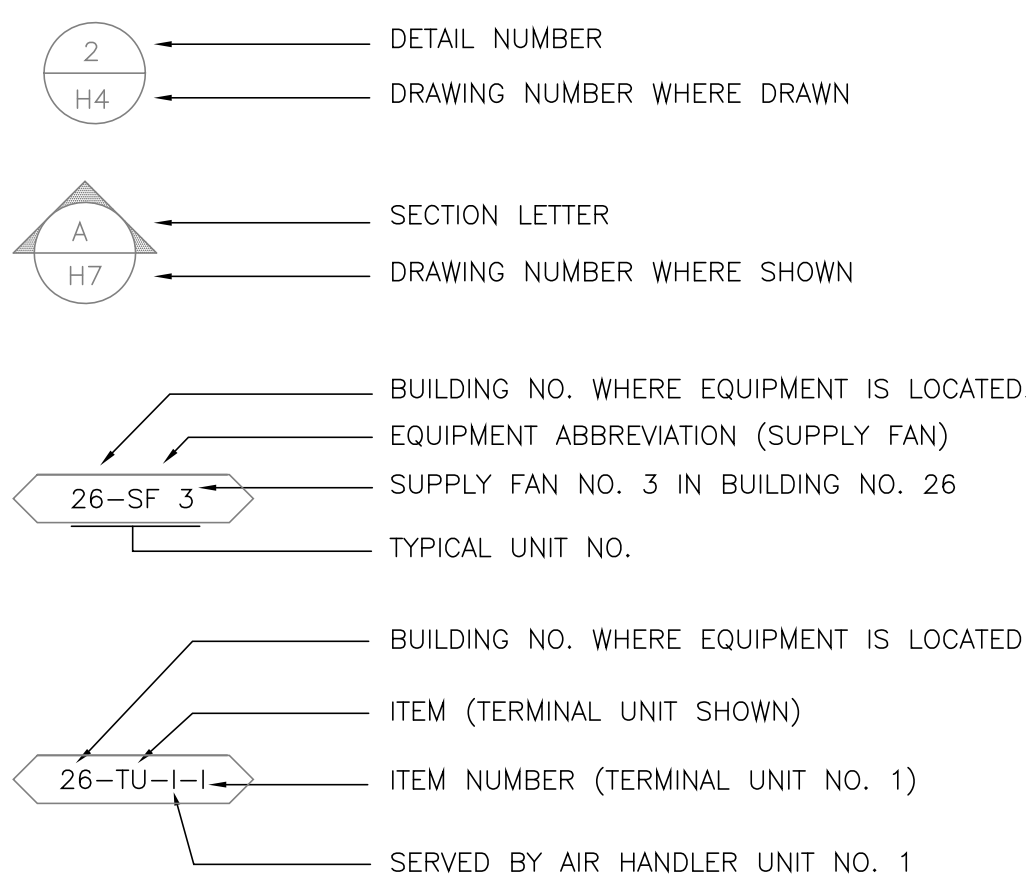 2
DETAIL NUMBER
H4
DRAWING NUMBER WHERE DRAWN
A
SECTION LETTER
H7
DRAWING NUMBER WHERE SHOWN
BUILDING NO. WHERE EQUIPMENT IS LOCATED.
EQUIPMENT ABBREVIATION (SUPPLY FAN)
26-SF 3
SUPPLY FAN NO. 3 IN BUILDING NO. 26
TYPICAL UNIT NO.
BUILDING NO. WHERE EQUIPMENT IS LOCATED
ITEM (TERMINAL UNIT SHOWN)
26-TU-1-1
ITEM NUMBER (TERMINAL UNIT NO. 1)
SERVED BY AIR HANDLER UNIT NO. 1